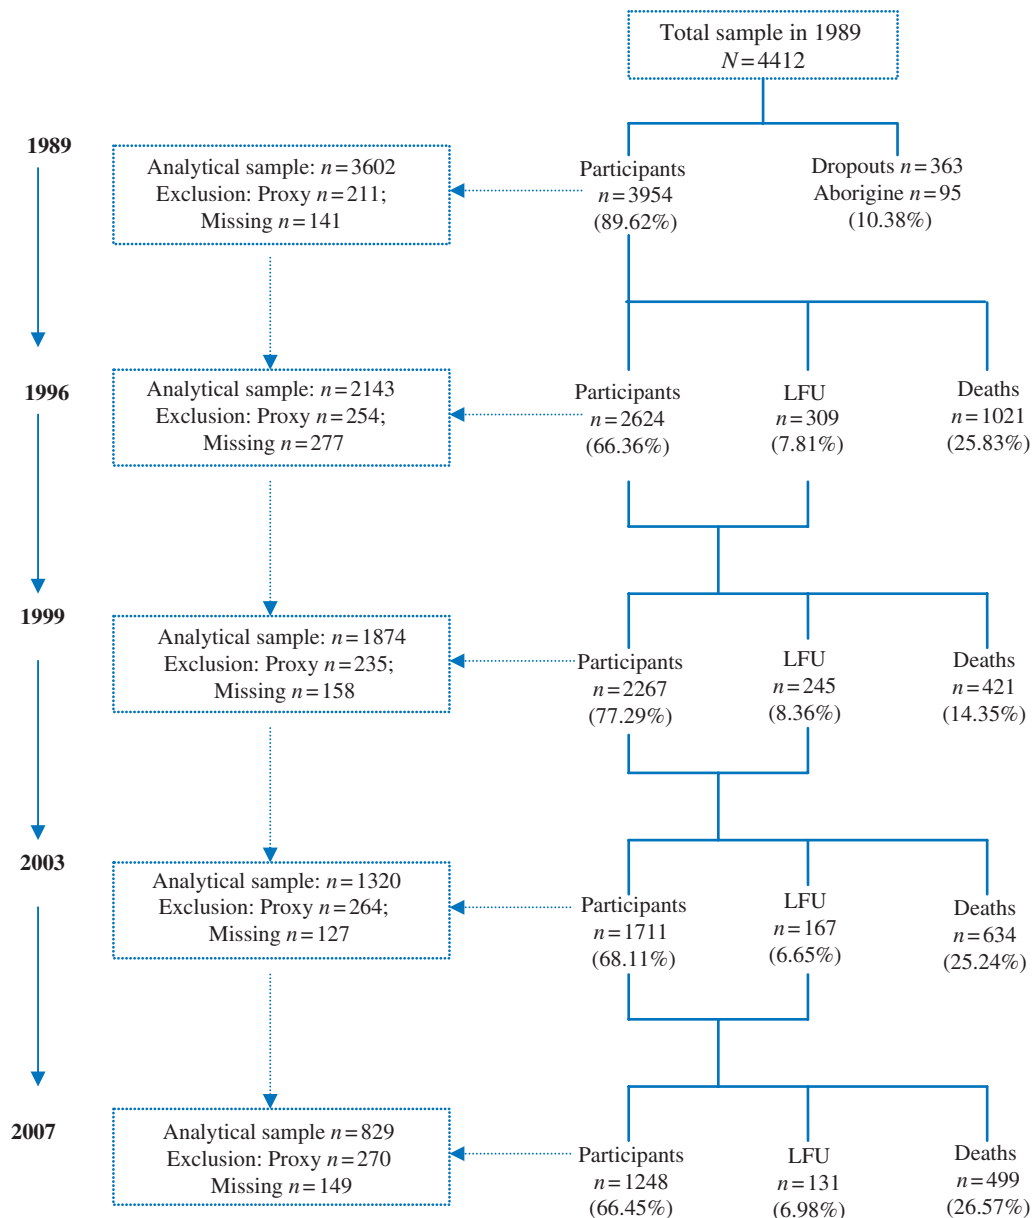 Total sample in 1989
N=4412
1989
Analytical sample: n=3602
Exclusion: Proxy n=211;
Missing n=141
Participants
n=3954
(89.62%)
Dropouts n=363
Aborigine n=95
(10.38%)
1996
Analytical sample: n=2143
Exclusion: Proxy n=254;
Missing n=277
Participants
n=2624
(66.36%)
LFU
n=309
(7.81%)
Deaths
n=1021
(25.83%)
1999
Analytical sample: n=1874
Exclusion: Proxy n=235;
Missing n=158
Participants
n=2267
(77.29%)
LFU
n=245
(8.36%)
Deaths
n=421
(14.35%)
2003
Analytical sample: n=1320
Exclusion: Proxy n=264;
Missing n=127
Participants
n=1711
(68.11%)
LFU
n=167
(6.65%)
Deaths
n=634
(25.24%)
2007
Analytical sample n=829
Exclusion: Proxy n=270
Missing n=149
Participants
n=1248
(66.45%)
LFU
n=131
(6.98%)
Deaths
n=499
(26.57%)